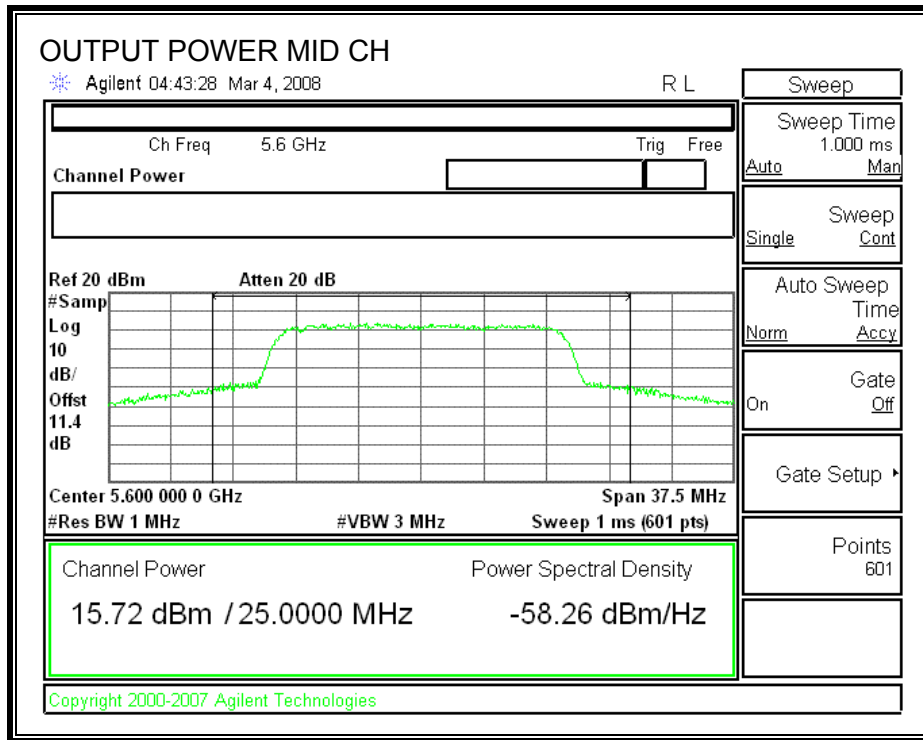 OUTPUT POWER MID CH
Agilent 04:43:28 Mar 4, 2008 R L
Ch Freq 5.6 GHz Trig Free
Channel Power
Ref 20 dBm Atten 20 dB
#Samp
Log
10
dB/
Offst
11.4
dB
Center 5.600 000 0 GHz Span 37.5 MHz
#Res BW 1 MHz #VBW 3 MHz Sweep 1 ms (601 pts)
Channel Power Power Spectral Density
15.72 dBm / 25.0000 MHz -58.26 dBm/Hz
Copyright 2000-2007 Agilent Technologies
Sweep
Sweep Time
1.000 ms
Auto Man
Sweep
Single Cont
Auto Sweep
Time
Norm Accy
Gate
On Off
Gate Setup
Points
601